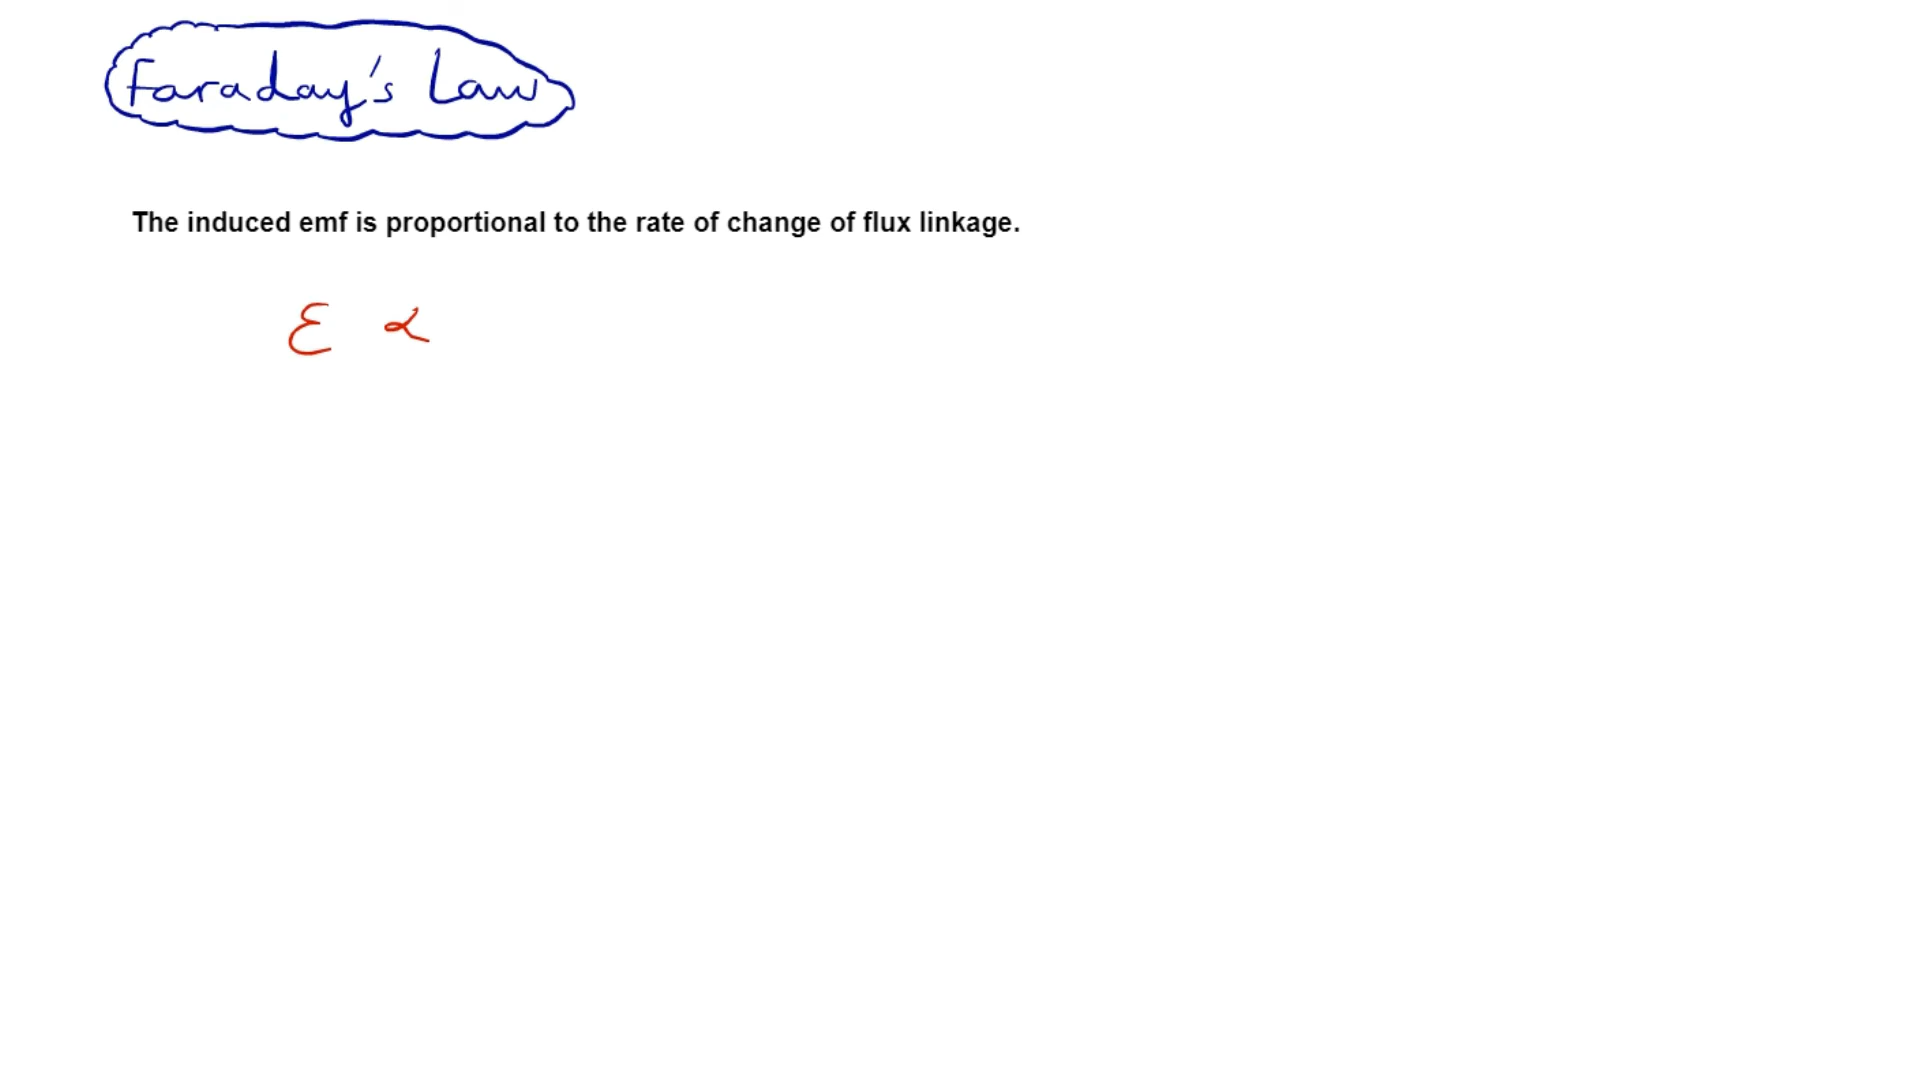 Faraday's Law
The induced emf is proportional to the rate of change of flux linkage.
ε ∝